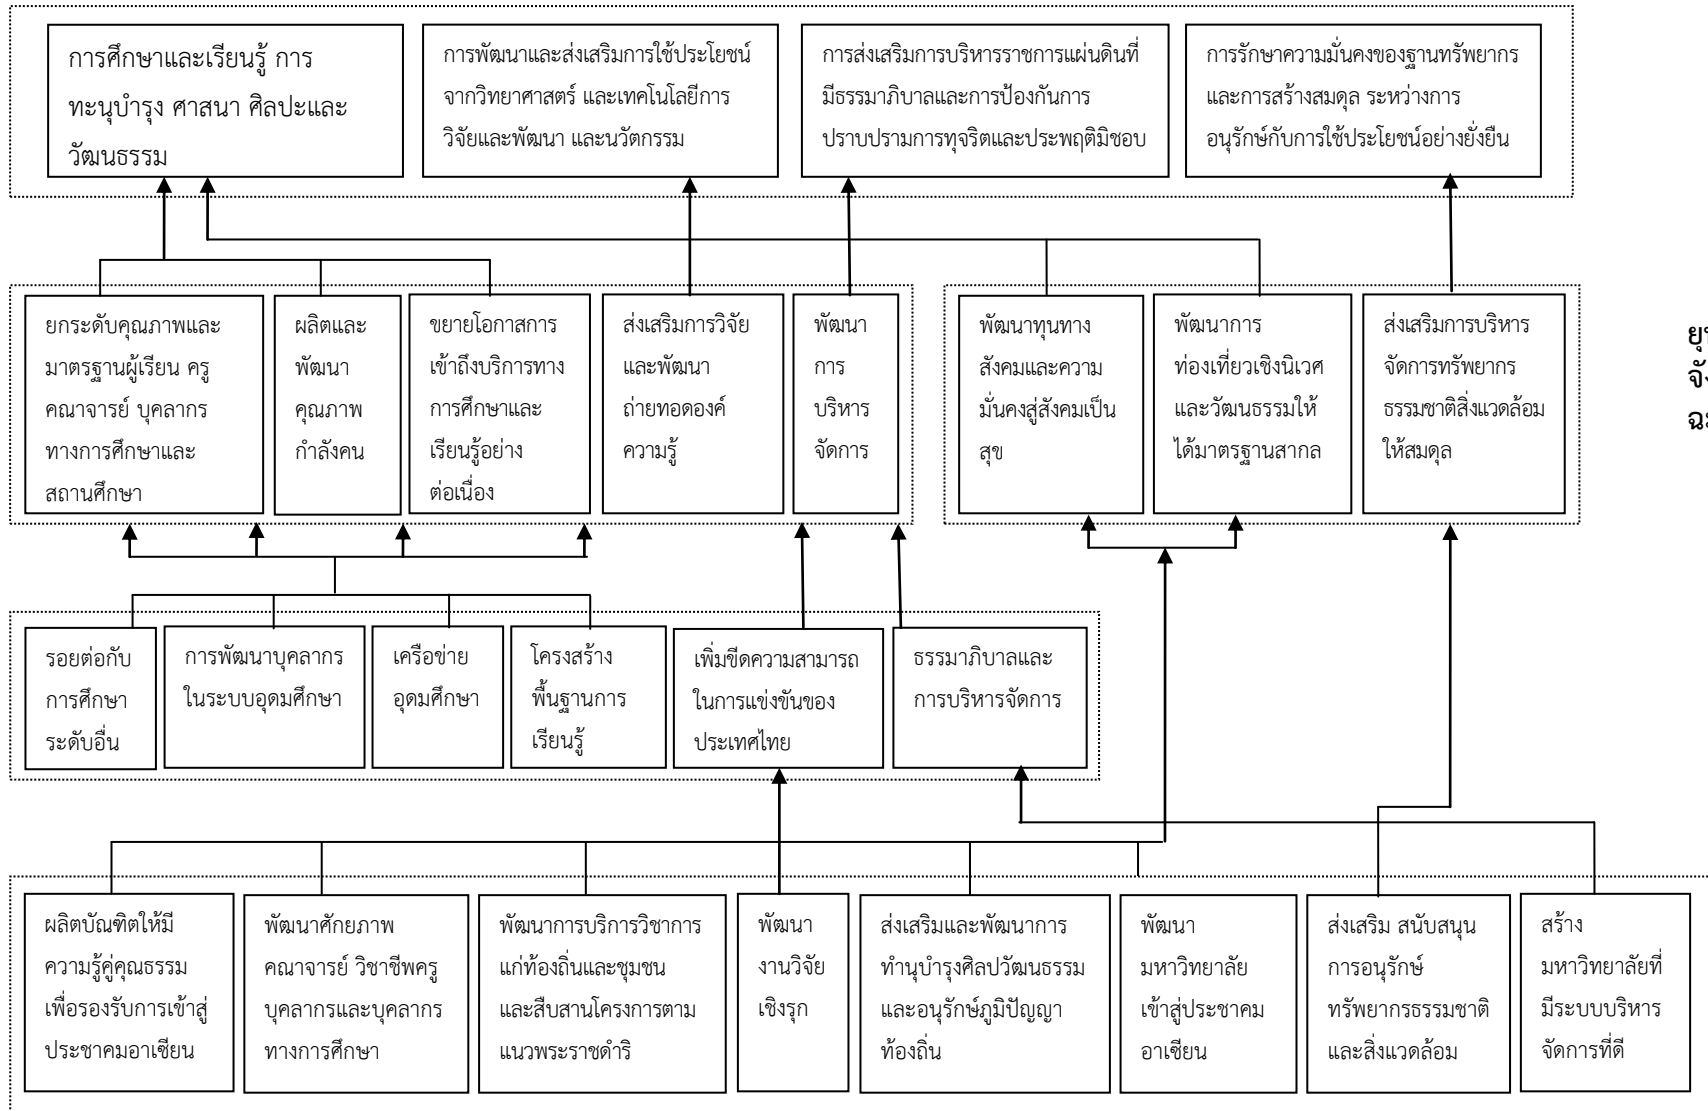 การศึกษาและเรียนรู้ การ
ทะนุบำรุง ศาสนา ศิลปะและ
วัฒนธรรม
การพัฒนาและส่งเสริมการใช้ประโยชน์
จากวิทยาศาสตร์ และเทคโนโลยีการ
วิจัยและพัฒนา และนวัตกรรม
การส่งเสริมการบริหารราชการแผ่นดินที่
มีธรรมาภิบาลและการป้องกันการ
ปราบปรามการทุจริตและประพฤติมิชอบ
การรักษาความมั่นคงของฐานทรัพยากร
และการสร้างสมดุล ระหว่างการ
อนุรักษ์กับการใช้ประโยชน์อย่างยั่งยืน
ยกระดับคุณภาพและ
มาตรฐานผู้เรียน ครู
คณาจารย์ บุคลากร
ทางการศึกษาและ
สถานศึกษา
ผลิตและ
พัฒนา
คุณภาพ
กำลังคน
ขยายโอกาสการ
เข้าถึงบริการทาง
การศึกษาและ
เรียนรู้อย่าง
ต่อเนื่อง
ส่งเสริมการวิจัย
และพัฒนา
ถ่ายทอดองค์
ความรู้
พัฒนา
การ
บริหาร
จัดการ
พัฒนาทุนทาง
สังคมและความ
มั่นคงสู่สังคมเป็น
สุข
พัฒนาการ
ท่องเที่ยวเชิงนิเวศ
และวัฒนธรรมให้
ได้มาตรฐานสากล
ส่งเสริมการบริหาร
จัดการทรัพยากร
ธรรมชาติสิ่งแวดล้อม
ให้สมดุล
รอยต่อกับ
การศึกษา
ระดับอื่น
การพัฒนาบุคลากร
ในระบบอุดมศึกษา
เครือข่าย
อุดมศึกษา
โครงสร้าง
พื้นฐานการ
เรียนรู้
เพิ่มขีดความสามารถ
ในการแข่งขันของ
ประเทศไทย
ธรรมาภิบาลและ
การบริหารจัดการ
ผลิตบัณฑิตให้มี
ความรู้คู่คุณธรรม
เพื่อรองรับการเข้าสู่
ประชาคมอาเซียน
พัฒนาศักยภาพ
คณาจารย์ วิชาชีพครู
บุคลากรและบุคลากร
ทางการศึกษา
พัฒนาการบริการวิชาการ
แก่ท้องถิ่นและชุมชน
และสืบสานโครงการตาม
แนวพระราชดำริ
พัฒนา
งานวิจัย
เชิงรุก
ส่งเสริมและพัฒนาการ
ทำนุบำรุงศิลปวัฒนธรรม
และอนุรักษ์ภูมิปัญญา
ท้องถิ่น
พัฒนา
มหาวิทยาลัย
เข้าสู่ประชาคม
อาเซียน
ส่งเสริม สนับสนุน
การอนุรักษ์
ทรัพยากรธรรมชาติ
และสิ่งแวดล้อม
สร้าง
มหาวิทยาลัยที่
มีระบบบริหาร
จัดการที่ดี